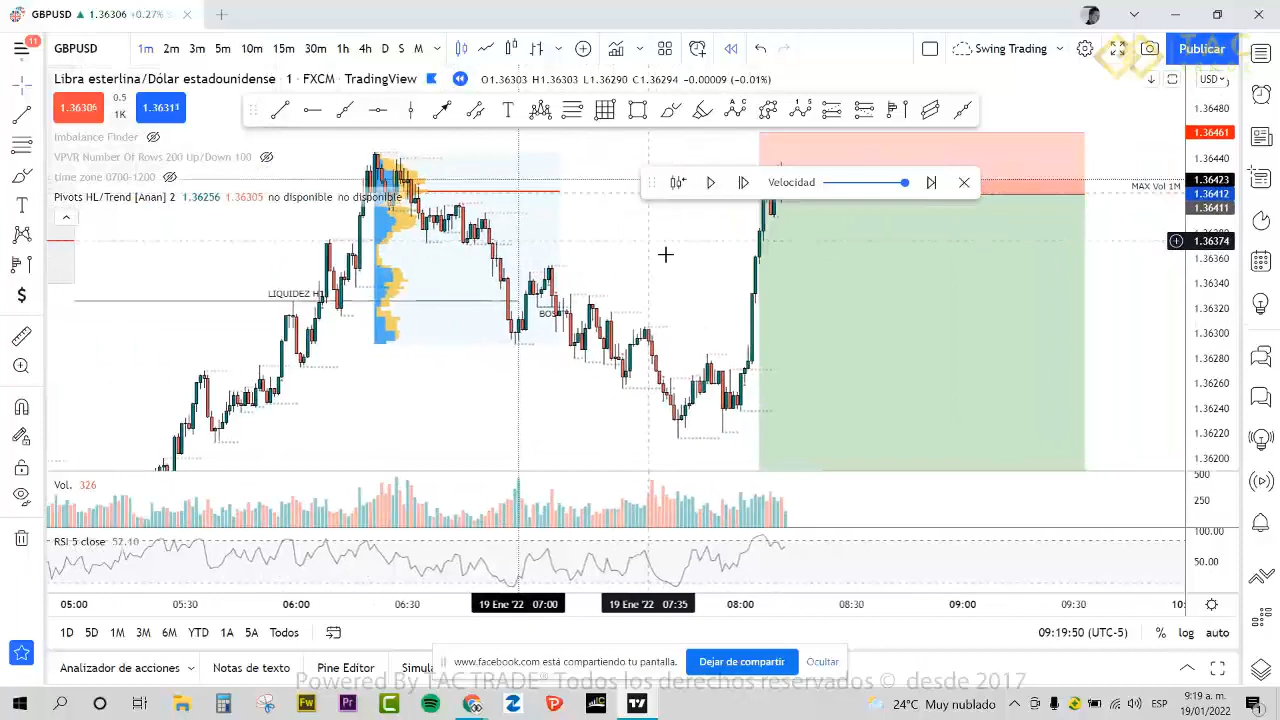 GBPUSD ▲ 1.36306 +0.27%
11
GBPUSD 1m 2m 3m 5m 10m 15m 30m 1h 4h D S M Swing Trading Publicar
Libra esterlina/Dólar estadounidense · 1 · FXCM · TradingView O1.36303 H1.36303 L1.36290 C1.36294 -0.00009 (-0.01%) USD
1.36306 0.5 1K 1.36311
Imbalance Finder
VPVR Number Of Rows 200 Up/Down 100
time zone 0700-1200
Pivots HL/Trend [Anan] 2 1.36256 1.36305 no disponible no disponible
Velocidad
MAX Vol 1M
LIQUIDEZ H1
BOS
1.36480
1.36461
1.36440
1.36423
1.36412
1.36411
1.36374
1.36360
1.36340
1.36320
1.36300
1.36280
1.36260
1.36240
1.36220
1.36200
Vol. 326
500
250
RSI 5 close 52.10
100.00
50.00
05:00 05:30 06:00 06:30 19 Ene '22 07:00 19 Ene '22 07:35 08:00 08:30 09:00 09:30 10:
1D 5D 1M 3M 6M YTD 1A 5A Todos 09:19:50 (UTC-5) % log auto
Analizador de acciones Notas de texto Pine Editor Simula
www.facebook.com está compartiendo tu pantalla. Dejar de compartir Ocultar
Powered By TAC TRADE® Todos los derechos reservados © desde 2017
24°C Muy nublado ESP 9:19 a. m.
19/01/2022